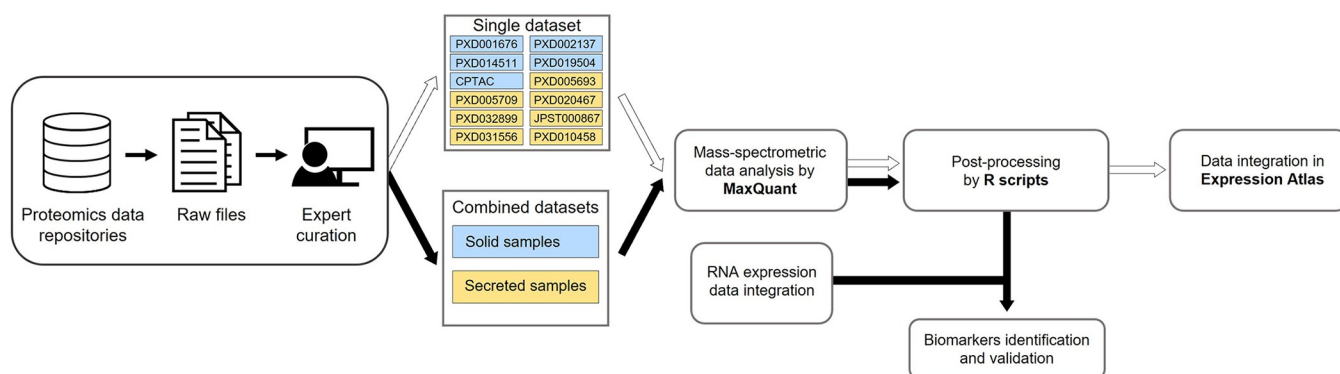 Proteomics data
repositories
Raw files
Expert
curation
Single dataset
PXD001676 PXD002137
PXD014511 PXD019504
CPTAC PXD005693
PXD005709 PXD020467
PXD032899 JPST000867
PXD031556 PXD010458
Combined datasets
Solid samples
Secreted samples
Mass-spectrometric
data analysis by
MaxQuant
Post-processing
by R scripts
Data integration in
Expression Atlas
RNA expression
data integration
Biomarkers identification
and validation